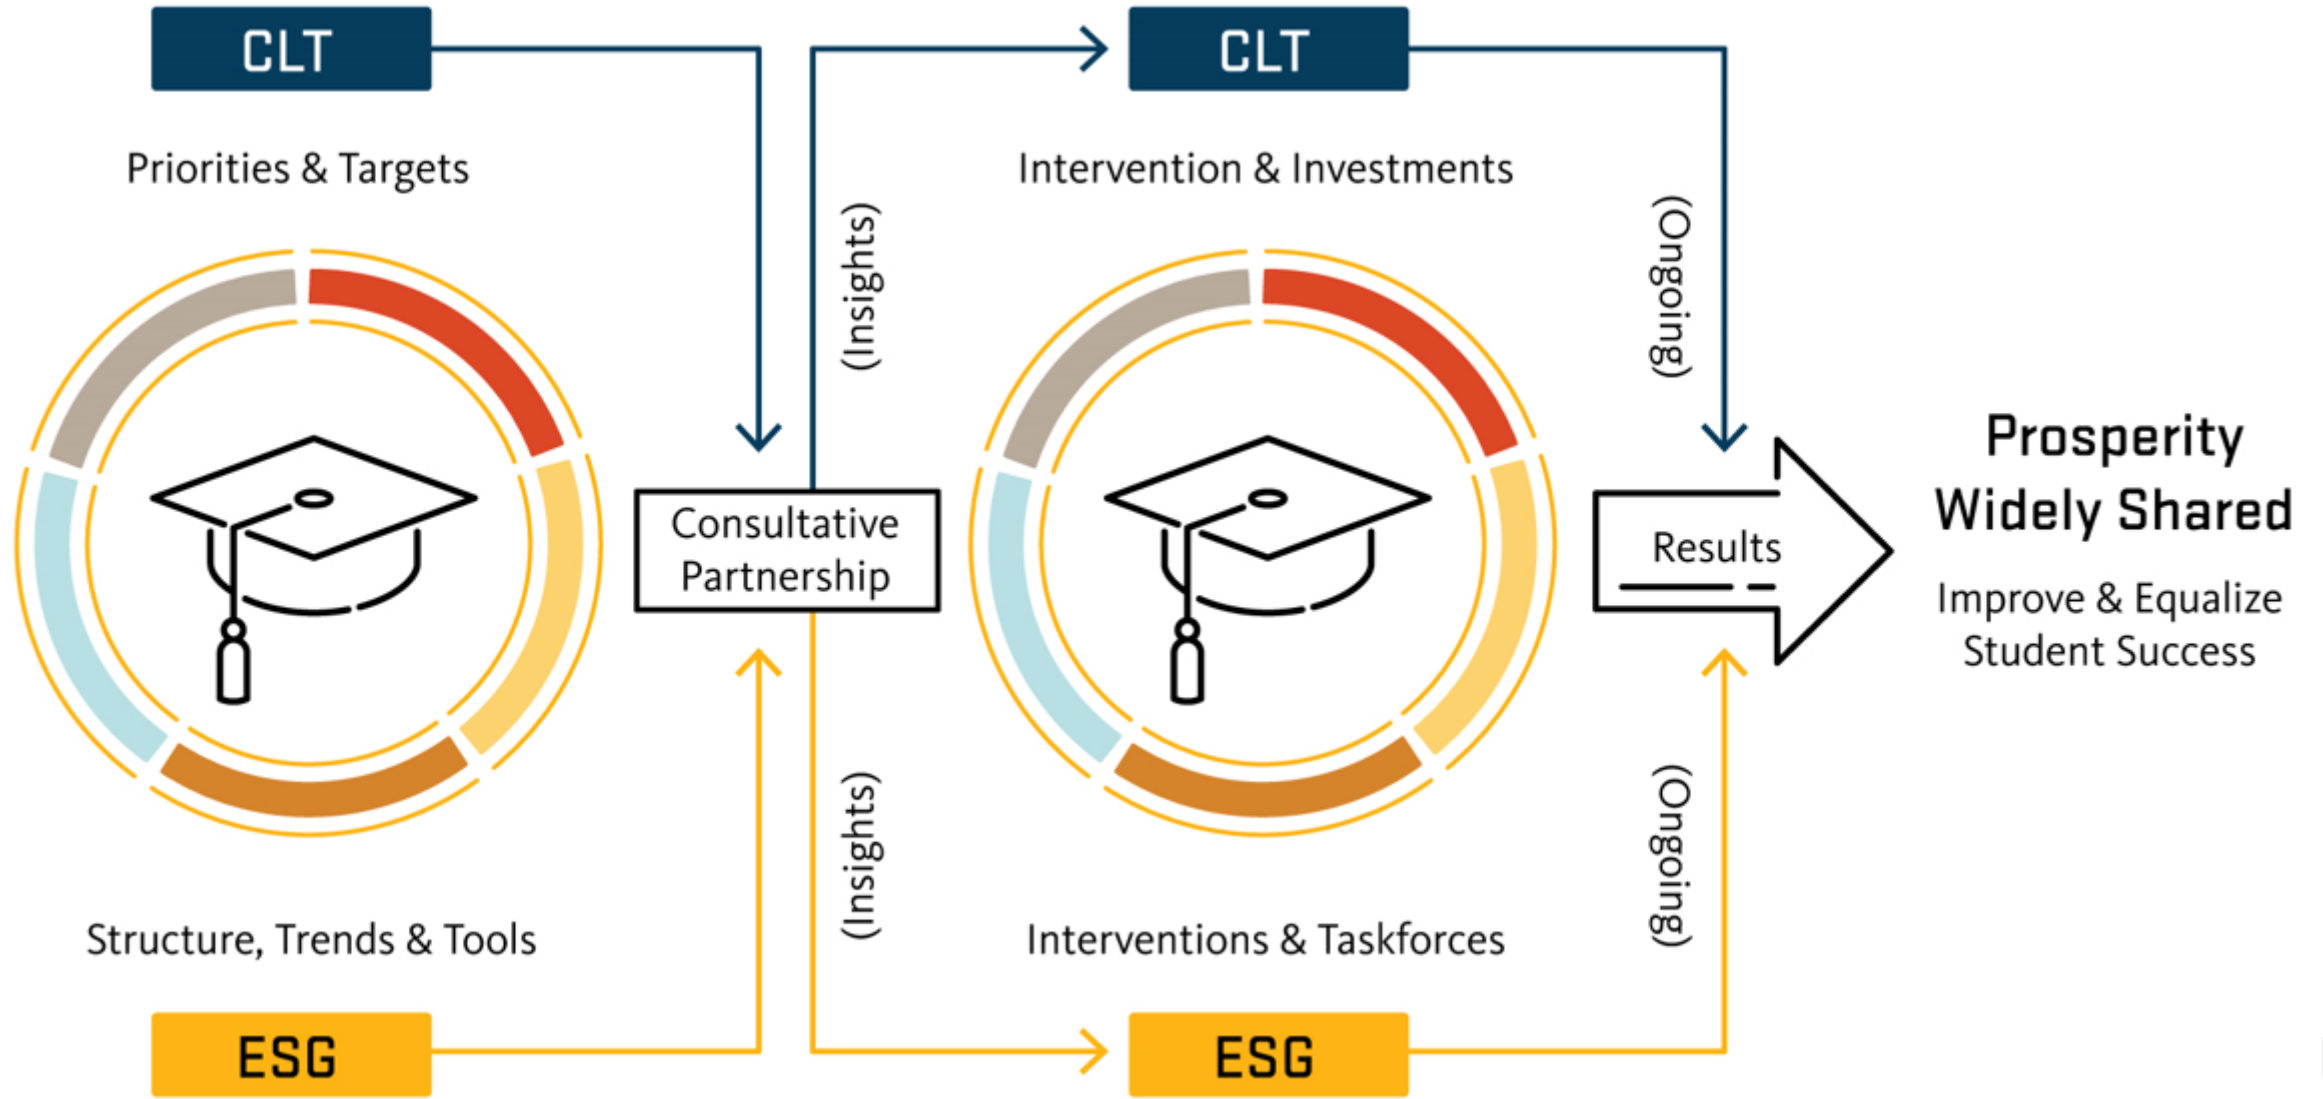 CLT
Priorities & Targets
Structure, Trends & Tools
ESG
Consultative
Partnership
(Insights)
(Insights)
CLT
Intervention & Investments
Interventions & Taskforces
ESG
(Ongoing)
(Ongoing)
Results
Prosperity
Widely Shared
Improve & Equalize
Student Success